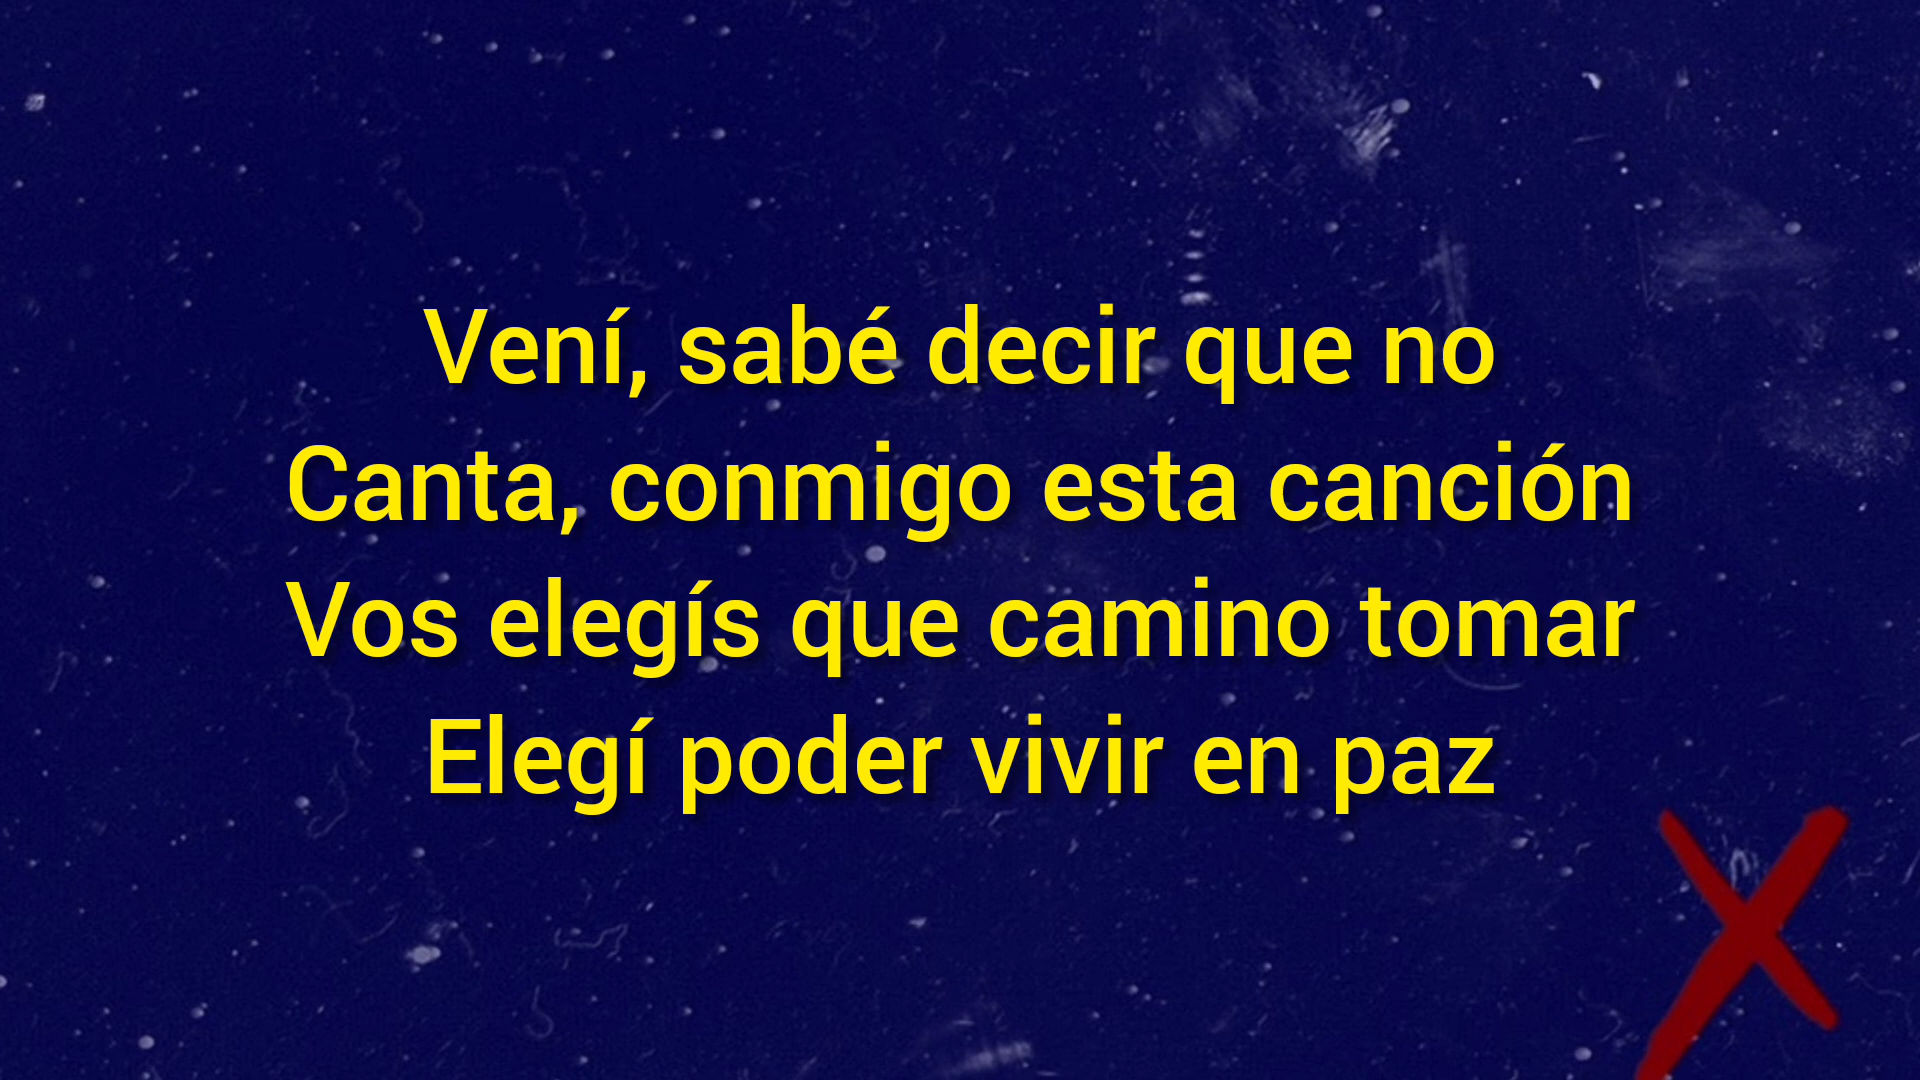 Vení, sabé decir que no
Canta, conmigo esta canción
Vos elegís que camino tomar
Elegí poder vivir en paz